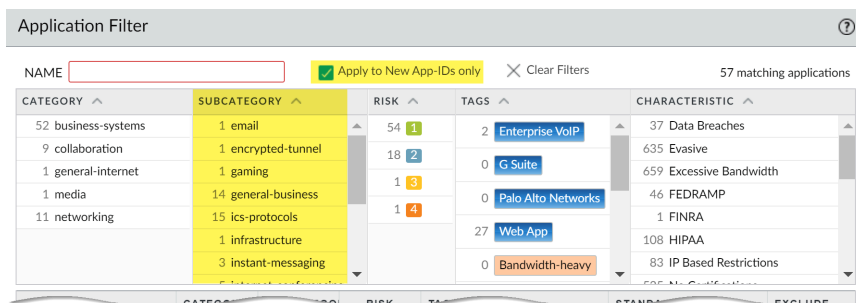 Application Filter
NAME
Apply to New App-IDs only
Clear Filters
57 matching applications
CATEGORY SUBCATEGORY RISK TAGS CHARACTERISTIC
52 business-systems
9 collaboration
1 general-internet
1 media
11 networking
1 email
1 encrypted-tunnel
1 gaming
14 general-business
15 ics-protocols
1 infrastructure
3 instant-messaging
54 1
18 2
1 3
1 4
2 Enterprise VoIP
0 G Suite
0 Palo Alto Networks
27 Web App
0 Bandwidth-heavy
37 Data Breaches
635 Evasive
659 Excessive Bandwidth
46 FEDRAMP
1 FINRA
108 HIPAA
83 IP Based Restrictions
RISK
EXCLUDE